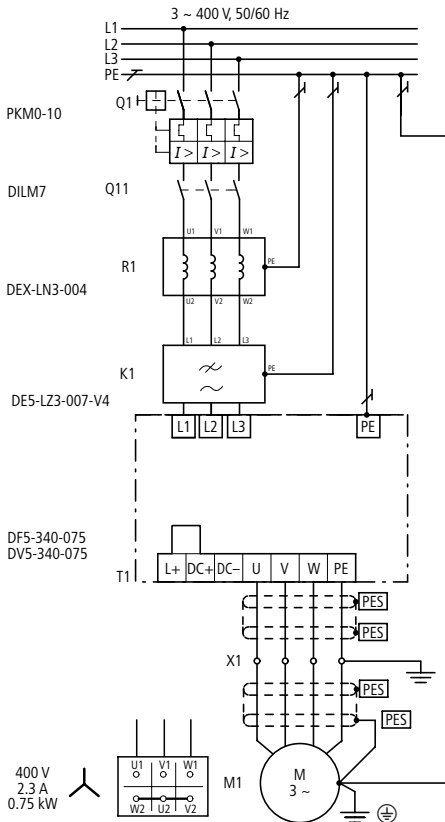 3 ~ 400 V, 50/60 Hz
L1
L2
L3
PE
PKM0-10
Q1
I> I> I>
DILM7
Q11
U1 V1 W1
R1
PE
DEX-LN3-004
U2 V2 W2
L1 L2 L3
K1
PE
DE5-LZ3-007-V4
L1 L2 L3 PE
DF5-340-075
DV5-340-075
T1
L+ DC+ DC– U V W PE
PES
PES
X1
PES
PES
400 V
2.3 A
0.75 kW
U1 V1 W1
W2 U2 V2
M1
M
3 ~